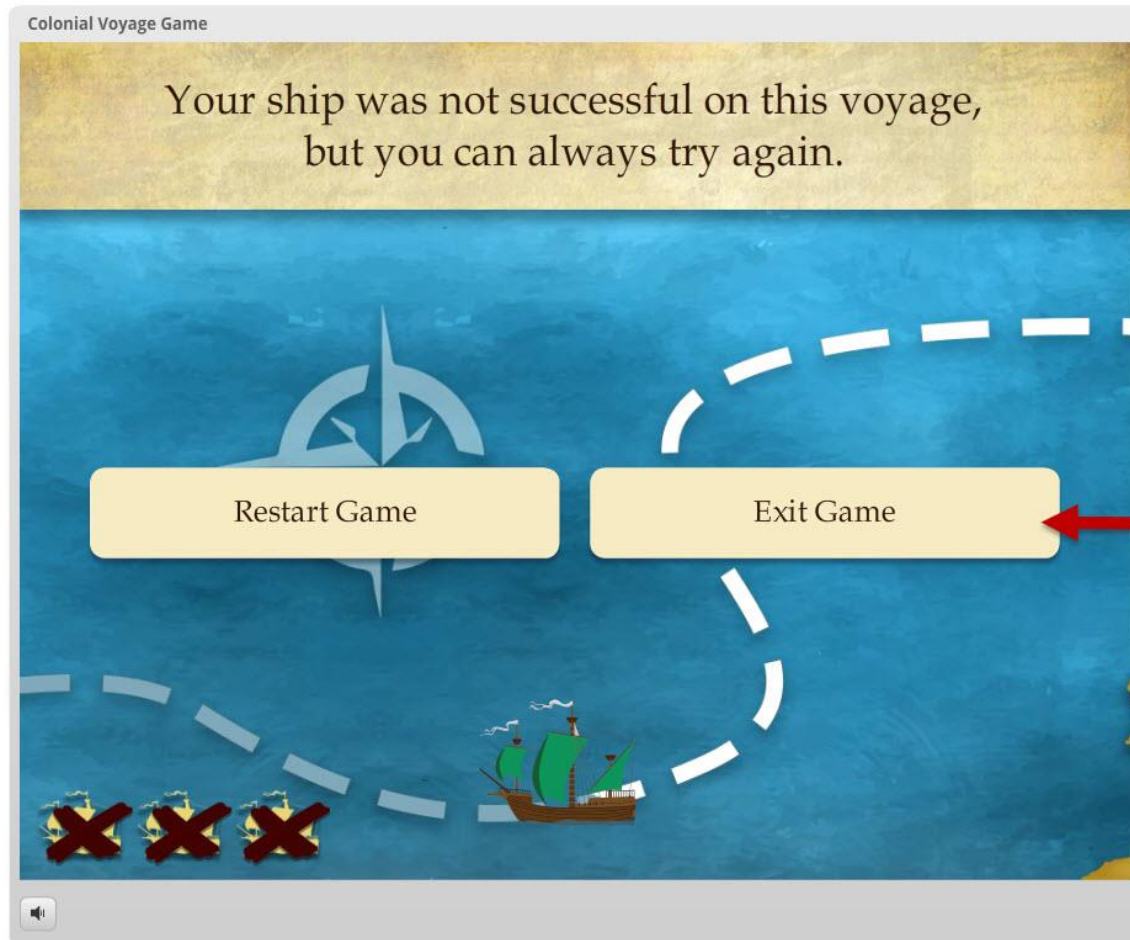 Colonial Voyage Game
Your ship was not successful on this voyage,
but you can always try again.
Restart Game
Exit Game